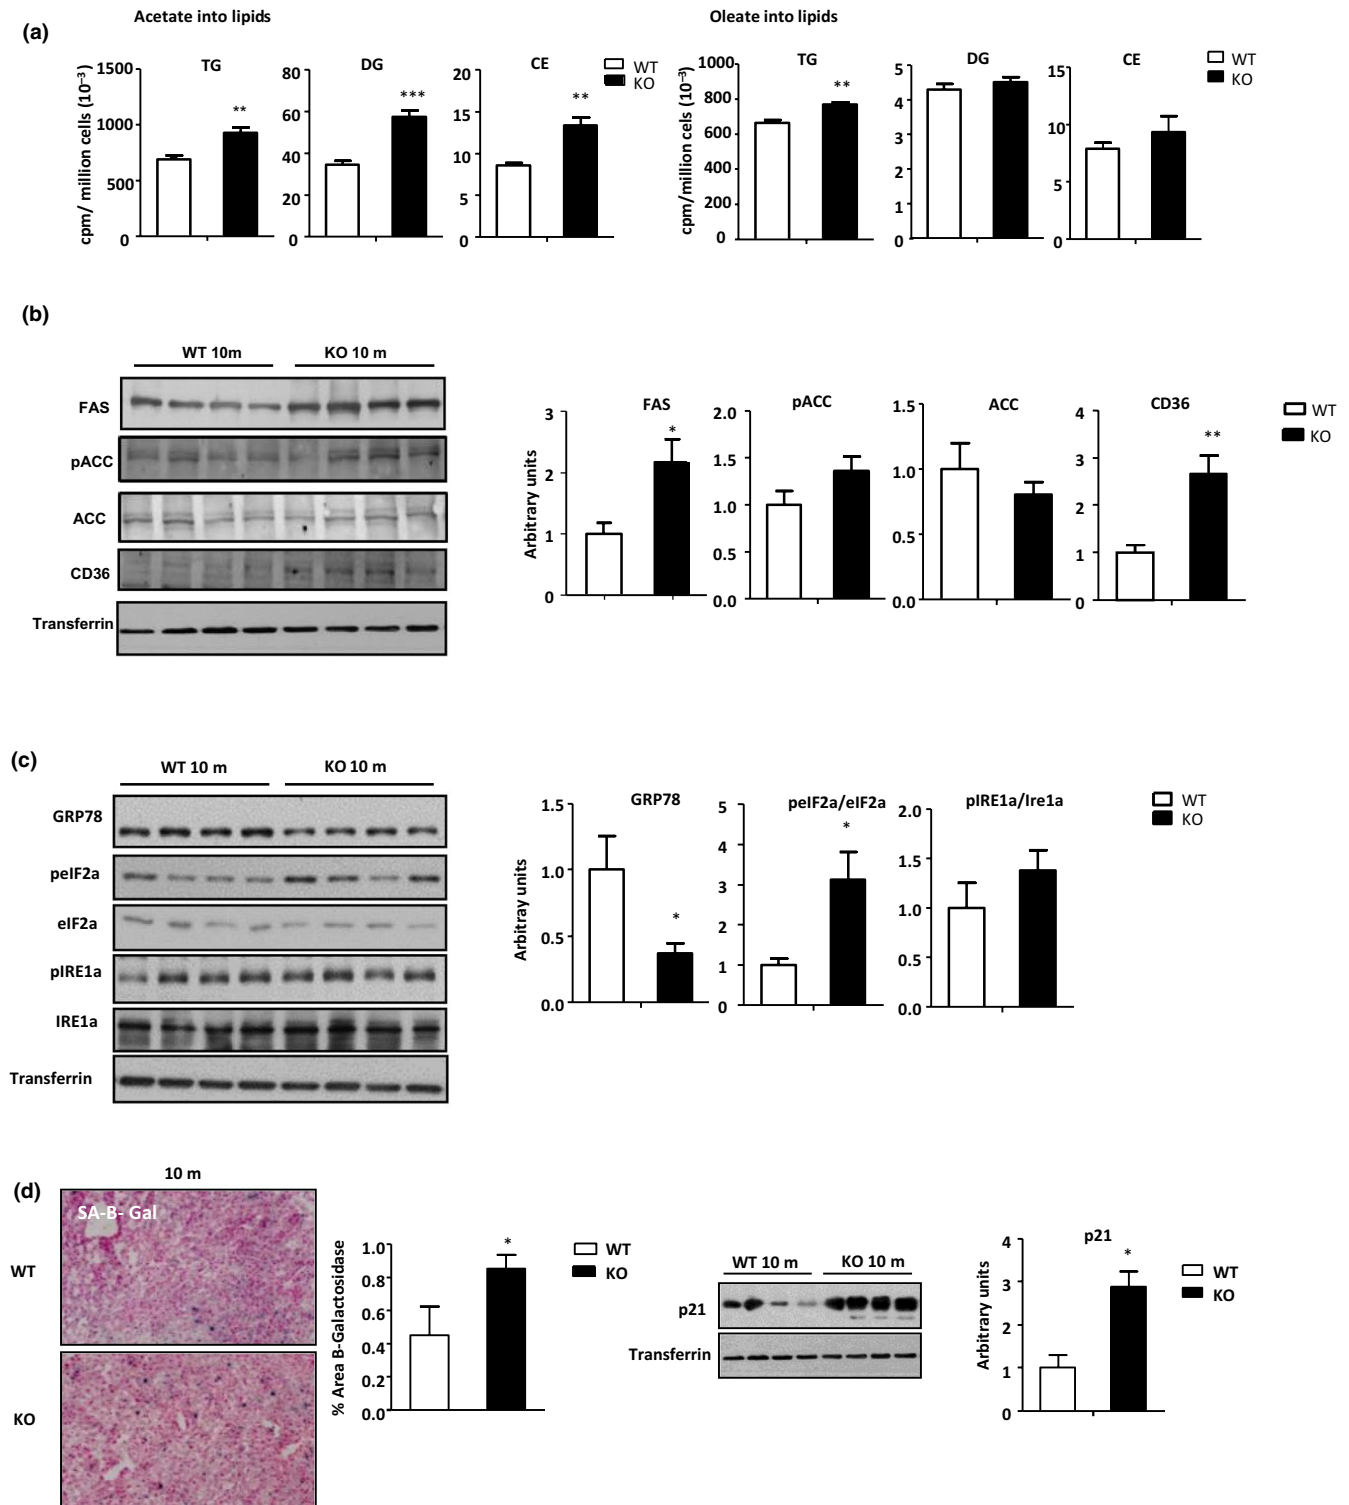 (a)
Acetate into lipids
Oleate into lipids
cpm/ million cells (10⁻³)
TG
1500
1000
500
0
**
DG
80
60
40
20
0
***
CE
20
15
10
5
0
**
WT
KO
cpm/million cels (10⁻³)
TG
1000
800
600
400
200
0
**
DG
5
4
3
2
1
0
CE
15
10
5
0
WT
KO
(b)
WT 10m
KO 10 m
FAS
pACC
ACC
CD36
Transferrin
Arbitrary units
FAS
3
2
1
0
*
pACC
2.0
1.5
1.0
0.5
0.0
ACC
1.5
1.0
0.5
0.0
CD36
4
3
2
1
0
**
WT
KO
(c)
WT 10 m
KO 10 m
GRP78
peIF2a
eIF2a
pIRE1a
IRE1a
Transferrin
Arbitray units
GRP78
1.5
1.0
0.5
0.0
*
peIF2a/eIF2a
5
4
3
2
1
0
*
pIRE1a/Ire1a
2.0
1.5
1.0
0.5
0.0
WT
KO
(d)
10 m
SA-B- Gal
WT
KO
% Area B-Galactosidase
1.0
0.8
0.6
0.4
0.2
0.0
*
WT
KO
WT 10 m
KO 10 m
p21
Transferrin
Arbitrary units
p21
4
3
2
1
0
*
WT
KO